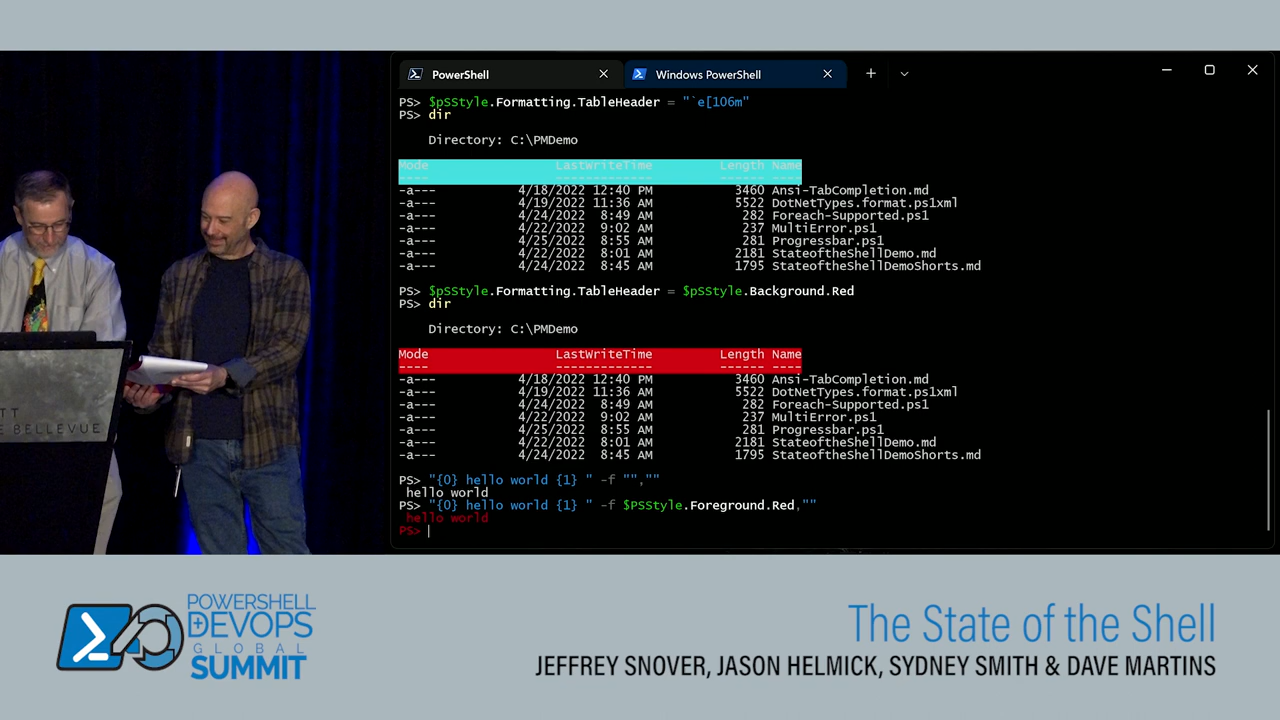 PowerShell
Windows PowerShell
PS> $pSStyle.Formatting.TableHeader = "`e[106m"
PS> dir
Directory: C:\PMDemo
Mode LastWriteTime Length Name
---- ------------- ------ ----
-a--- 4/18/2022 12:40 PM 3460 Ansi-TabCompletion.md
-a--- 4/19/2022 11:36 AM 5522 DotNetTypes.format.ps1xml
-a--- 4/24/2022 8:49 AM 282 Foreach-Supported.ps1
-a--- 4/22/2022 9:02 AM 237 MultiError.ps1
-a--- 4/25/2022 8:55 AM 281 Progressbar.ps1
-a--- 4/22/2022 8:01 AM 2181 StateoftheShellDemo.md
-a--- 4/24/2022 8:45 AM 1795 StateoftheShellDemoShorts.md
PS> $pSStyle.Formatting.TableHeader = $pSStyle.Background.Red
PS> dir
Directory: C:\PMDemo
Mode LastWriteTime Length Name
---- ------------- ------ ----
-a--- 4/18/2022 12:40 PM 3460 Ansi-TabCompletion.md
-a--- 4/19/2022 11:36 AM 5522 DotNetTypes.format.ps1xml
-a--- 4/24/2022 8:49 AM 282 Foreach-Supported.ps1
-a--- 4/22/2022 9:02 AM 237 MultiError.ps1
-a--- 4/25/2022 8:55 AM 281 Progressbar.ps1
-a--- 4/22/2022 8:01 AM 2181 StateoftheShellDemo.md
-a--- 4/24/2022 8:45 AM 1795 StateoftheShellDemoShorts.md
PS> "{0} hello world {1} " -f "",""
hello world
PS> "{0} hello world {1} " -f $PSStyle.Foreground.Red,""
hello world
PS>
BELLEVUE
POWERSHELL
+DEVOPS
GLOBAL
SUMMIT
The State of the Shell
JEFFREY SNOVER, JASON HELMICK, SYDNEY SMITH & DAVE MARTINS